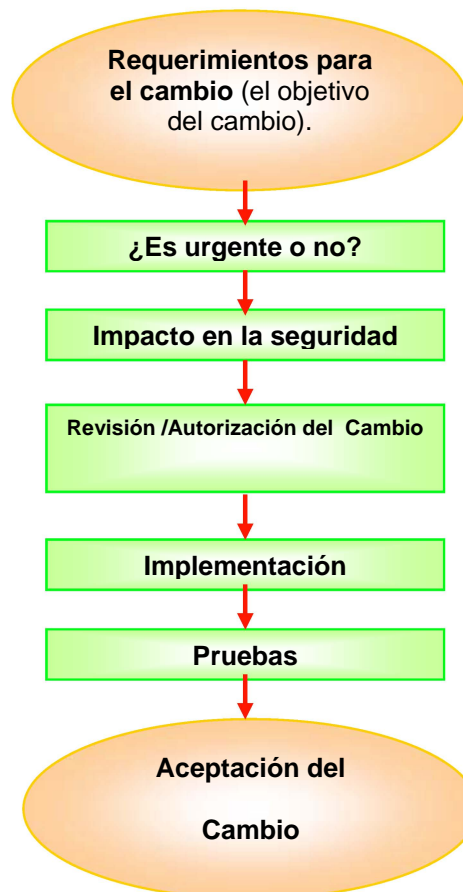 Requerimientos para
el cambio (el objetivo
del cambio).
¿Es urgente o no?
Impacto en la seguridad
Revisión /Autorización del Cambio
Implementación
Pruebas
Aceptación del
Cambio